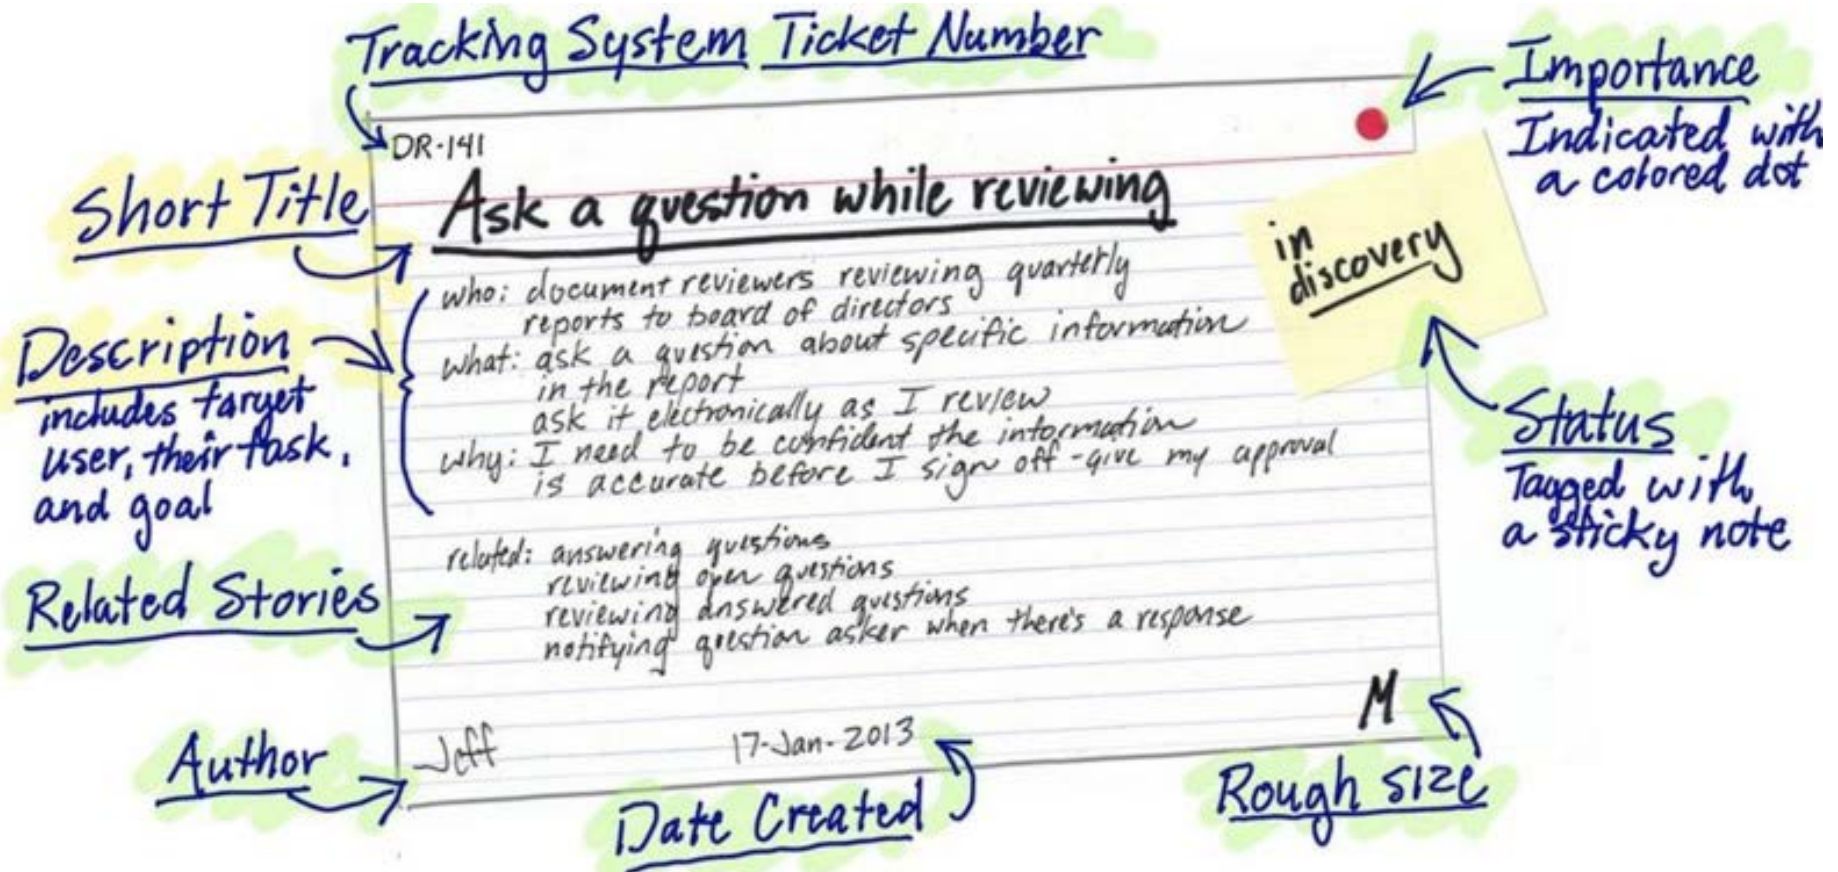 Tracking System Ticket Number
Importance
Indicated with
a colored dot
DR-141
Short Title
Ask a question while reviewing
in
discovery
who: document reviewers reviewing quarterly
reports to board of directors
what: ask a question about specific information
in the report
ask it electronically as I review
why: I need to be confident the information
is accurate before I sign off - give my approval
Description
includes target
user, their task,
and goal
Status
Tagged with
a sticky note
related: answering questions
reviewing open questions
reviewing answered questions
notifying question asker when there's a response
Related Stories
M
Author
Jeff
17-Jan-2013
Date Created
Rough size